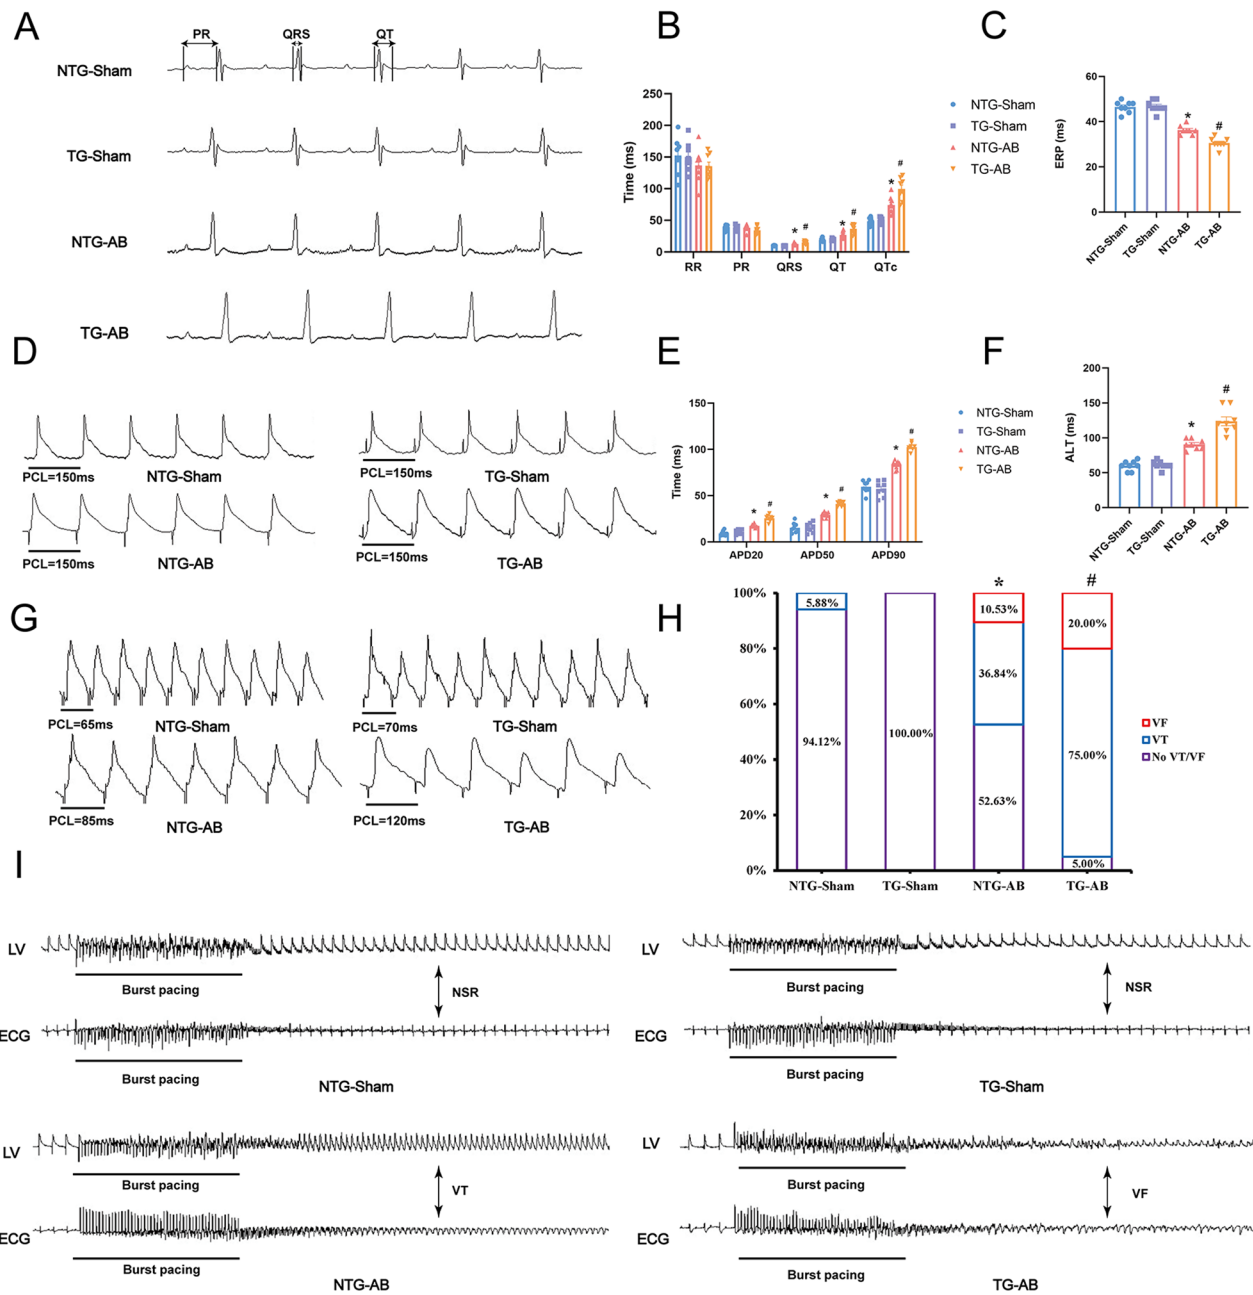 A
PR
QRS
QT
NTG-Sham
TG-Sham
NTG-AB
TG-AB
B
250
200
150
100
50
0
Time (ms)
RR
PR
QRS
QT
QTc
*
#
*
#
*
#
NTG-Sham
TG-Sham
NTG-AB
TG-AB
C
60
40
20
0
ERP (ms)
*
#
NTG-Sham
TG-Sham
NTG-AB
TG-AB
D
PCL=150ms
NTG-Sham
PCL=150ms
TG-Sham
PCL=150ms
NTG-AB
PCL=150ms
TG-AB
E
150
100
50
0
Time (ms)
*
#
*
#
*
#
APD20
APD50
APD90
NTG-Sham
TG-Sham
NTG-AB
TG-AB
F
200
150
100
50
0
ALT (ms)
*
#
NTG-Sham
TG-Sham
NTG-AB
TG-AB
G
PCL=65ms
NTG-Sham
PCL=70ms
TG-Sham
PCL=85ms
NTG-AB
PCL=120ms
TG-AB
H
100%
80%
60%
40%
20%
0%
5.88%
94.12%
100.00%
*
10.53%
36.84%
52.63%
#
20.00%
75.00%
5.00%
NTG-Sham
TG-Sham
NTG-AB
TG-AB
VF
VT
No VT/VF
I
LV
Burst pacing
NSR
ECG
Burst pacing
NTG-Sham
LV
Burst pacing
NSR
ECG
Burst pacing
TG-Sham
LV
Burst pacing
VT
ECG
Burst pacing
NTG-AB
LV
Burst pacing
VF
ECG
Burst pacing
TG-AB